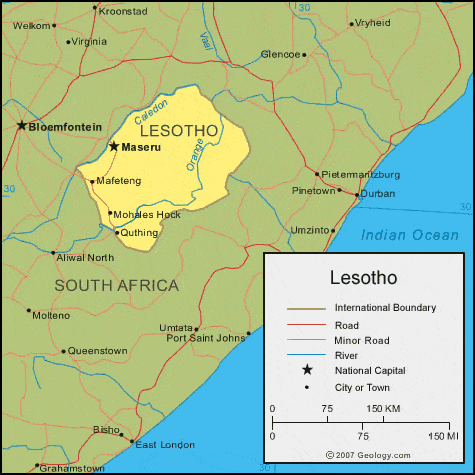 Kroonstad
Welkom
Virginia
Vaal
30
Vryheid
Glencoe
Bloemfontein
Caledon
LESOTHO
Maseru
Orange
Mafeteng
Pietermaritzburg
Pinetown
Durban
30
30
Mohales Hock
Quthing
Umzinto
Indian Ocean
Aliwal North
SOUTH AFRICA
Molteno
Umtata
Port Saint Johns
Queenstown
Bisho
East London
Grahamstown
30
Lesotho
International Boundary
Road
Minor Road
River
National Capital
City or Town
0 75 150 KM
0 75 150 MI
© 2007 Geology.com